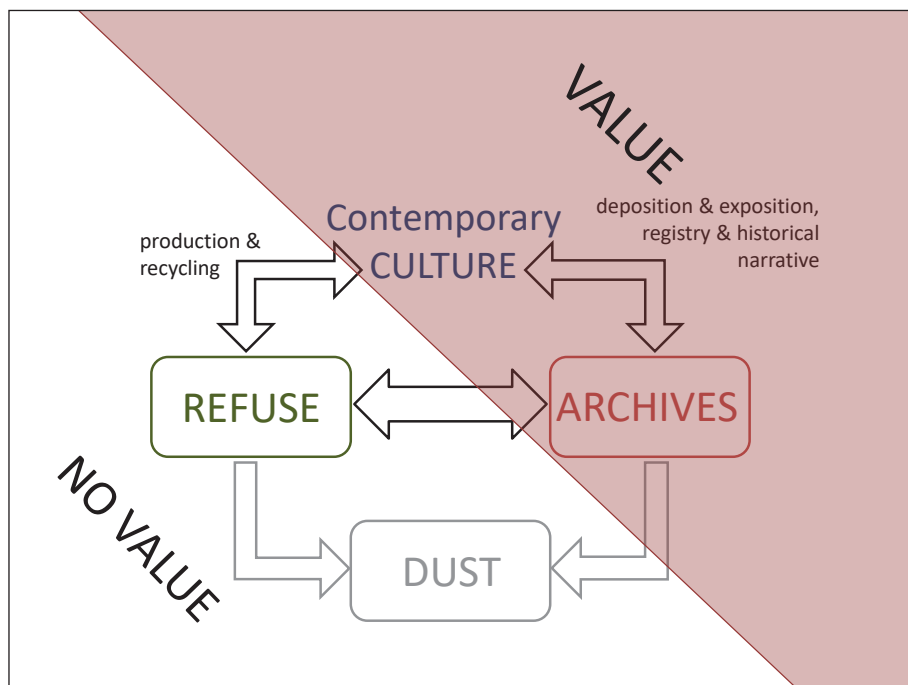 VALUE
Contemporary
CULTURE
deposition & exposition,
registry & historical
narrative
production &
recycling
REFUSE
ARCHIVES
NO VALUE
DUST